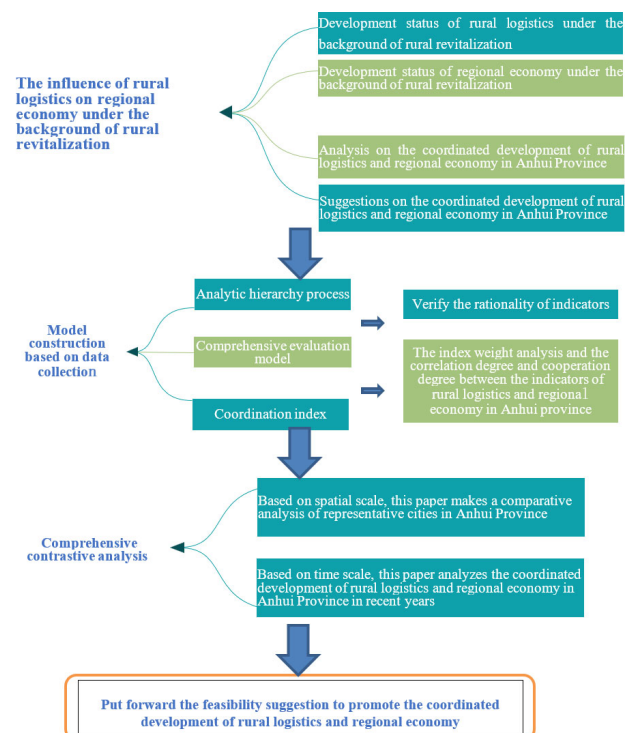 Development status of rural logistics under the
background of rural revitalization
Development status of regional economy under the
background of rural revitalization
The influence of rural
logistics on regional
economy under the
background of rural
revitalization
Analysis on the coordinated development of rural
logistics and regional economy in Anhui Province
Suggestions on the coordinated development of rural
logistics and regional economy in Anhui Province
Analytic hierarchy process
Verify the rationality of indicators
Model
construction
based on data
collection
Comprehensive evaluation
model
The index weight analysis and the
correlation degree and cooperation
degree between the indicators of
rural logistics and regional
economy in Anhui province
Coordination index
Based on spatial scale, this paper makes a comparative
analysis of representative cities in Anhui Province
Comprehensive
contrastive analysis
Based on time scale, this paper analyzes the coordinated
development of rural logistics and regional economy in
Anhui Province in recent years
Put forward the feasibility suggestion to promote the coordinated
development of rural logistics and regional economy